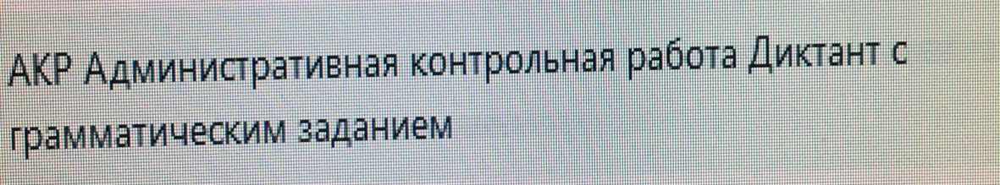 АКР Административная контрольная работа Диктант с
грамматическим заданием